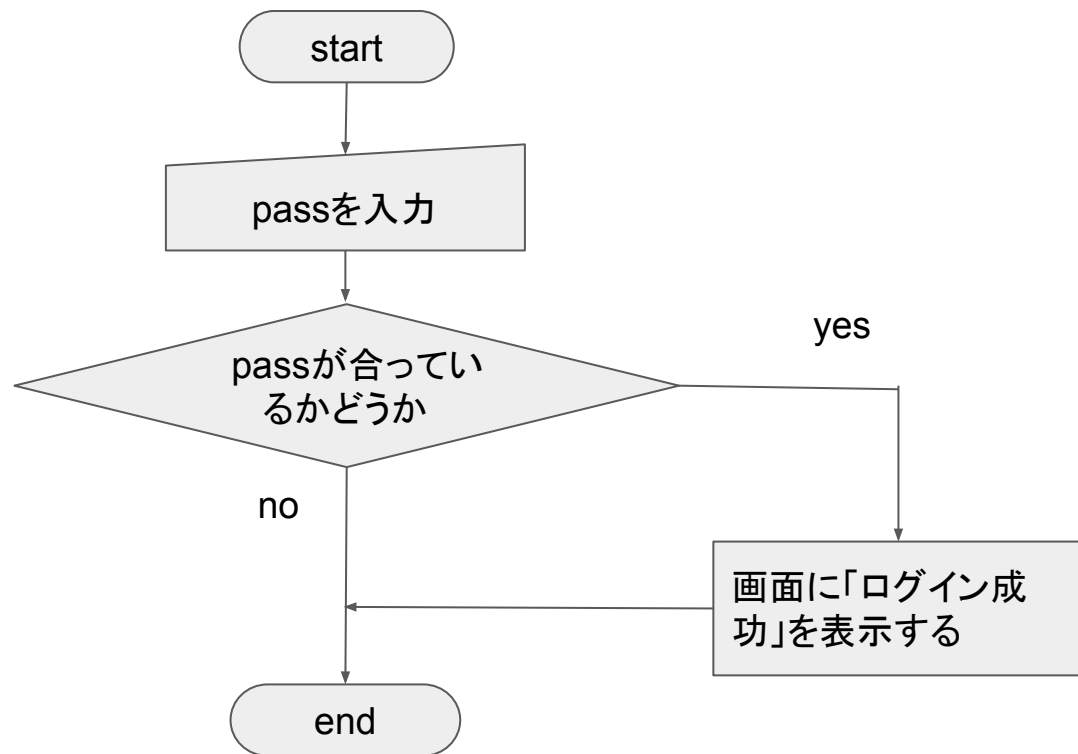 start
passを入力
passが合ってい
るかどうか
yes
no
画面に「ログイン成
功」を表示する
end